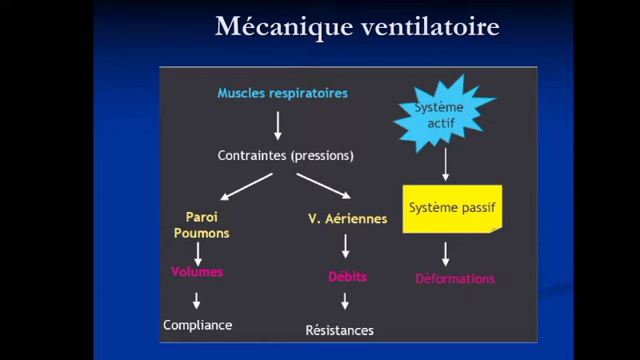 Mécanique ventilatoire
Muscles respiratoires
Système
actif
Contraintes (pressions)
Paroi
Poumons
V. Aériennes
Système passif
Volumes
Débits
Déformations
Compliance
Résistances